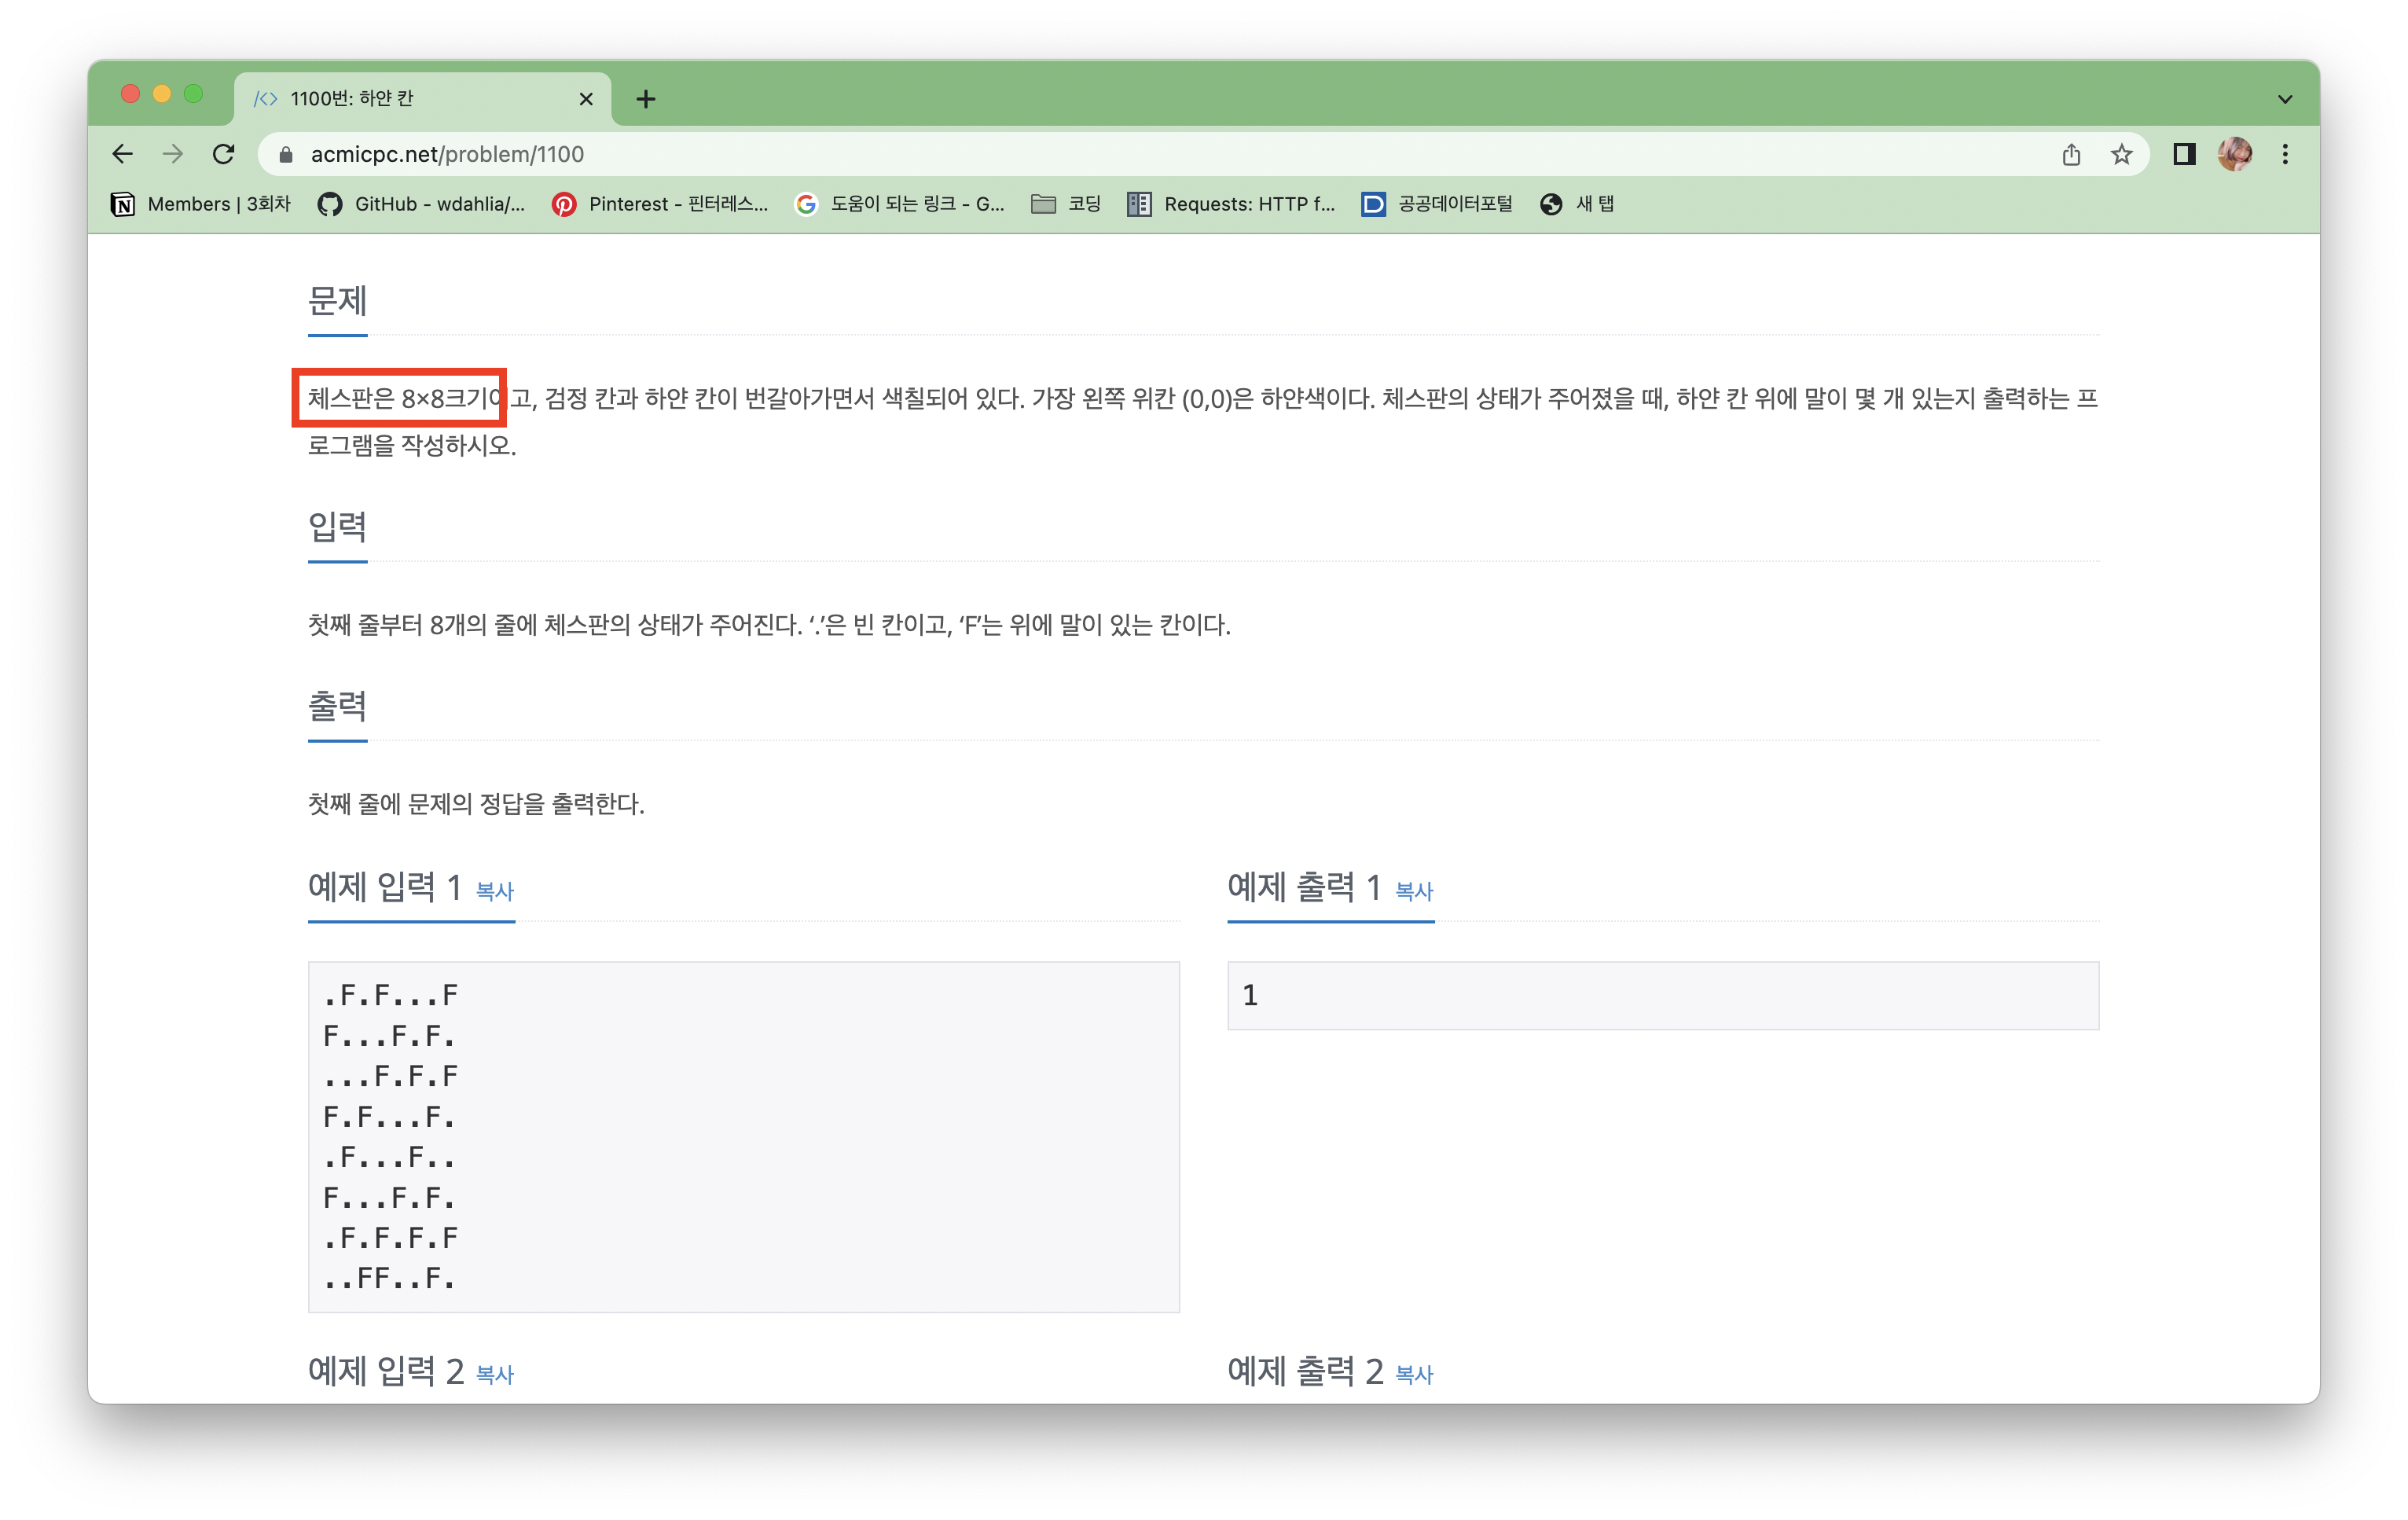 1100번: 하얀 칸
acmicpc.net/problem/1100
Members | 3회차 GitHub - wdahlia/... Pinterest - 핀터레스... 도움이 되는 링크 - G... 코딩 Requests: HTTP f... 공공데이터포털 새 탭
문제
체스판은 8×8크기이고, 검정 칸과 하얀 칸이 번갈아가면서 색칠되어 있다. 가장 왼쪽 위칸 (0,0)은 하얀색이다. 체스판의 상태가 주어졌을 때, 하얀 칸 위에 말이 몇 개 있는지 출력하는 프
로그램을 작성하시오.
입력
첫째 줄부터 8개의 줄에 체스판의 상태가 주어진다. ‘.’은 빈 칸이고, ‘F’는 위에 말이 있는 칸이다.
출력
첫째 줄에 문제의 정답을 출력한다.
예제 입력 1 복사
.F.F...F
F...F.F.
...F.F.F
F.F...F.
.F...F..
F...F.F.
.F.F.F.F
..FF..F.
예제 출력 1 복사
1
예제 입력 2 복사
예제 출력 2 복사